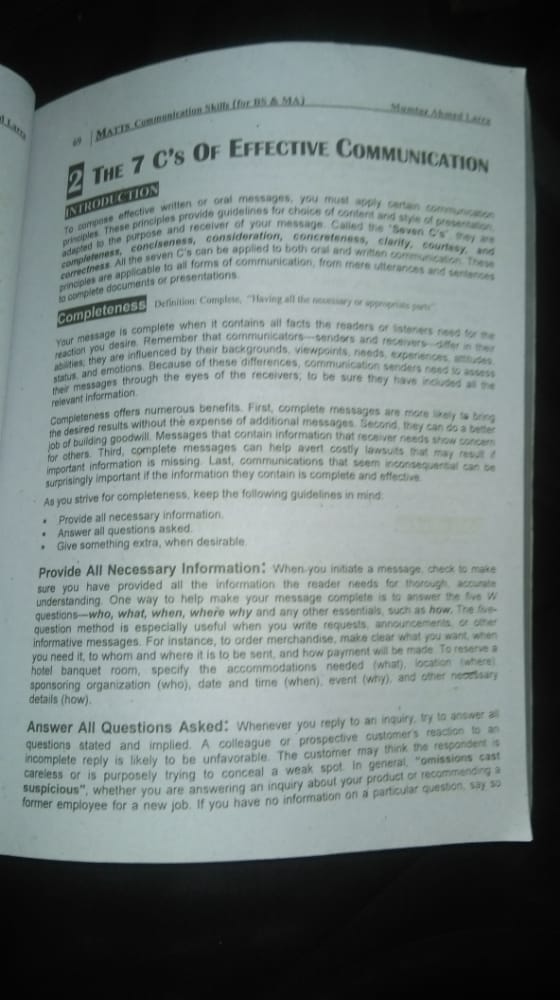 69 | MATTS Communication Skills (for BS & MA) Mumtaz Ahmed Larra
2 THE 7 C'S OF EFFECTIVE COMMUNICATION
INTRODUCTION
To compose effective written or oral messages, you must apply certain communication
principles. These principles provide guidelines for choice of content and style of presentation,
adapted to the purpose and receiver of your message. Called the "Seven C's", they are
completeness, conciseness, consideration, concreteness, clarity, courtesy, and
correctness. All the seven C's can be applied to both oral and written communication. These
principles are applicable to all forms of communication, from mere utterances and sentences
to complete documents or presentations.
Completeness Definition: Complete, "Having all the necessary or appropriate parts"
Your message is complete when it contains all facts the readers or listeners need for the
reaction you desire. Remember that communicators—senders and receivers—differ in their
abilities; they are influenced by their backgrounds, viewpoints, needs, experiences, attitudes,
status, and emotions. Because of these differences, communication senders need to assess
their messages through the eyes of the receivers, to be sure they have included all the
relevant information.
Completeness offers numerous benefits. First, complete messages are more likely to bring
the desired results without the expense of additional messages. Second, they can do a better
job of building goodwill. Messages that contain information that receiver needs show concern
for others. Third, complete messages can help avert costly lawsuits that may result if
important information is missing. Last, communications that seem inconsequential can be
surprisingly important if the information they contain is complete and effective.
As you strive for completeness, keep the following guidelines in mind:
• Provide all necessary information.
• Answer all questions asked.
• Give something extra, when desirable.
Provide All Necessary Information: When you initiate a message, check to make
sure you have provided all the information the reader needs for thorough, accurate
understanding. One way to help make your message complete is to answer the five W
questions—who, what, when, where why and any other essentials, such as how. The five-
question method is especially useful when you write requests, announcements, or other
informative messages. For instance, to order merchandise, make clear what you want, when
you need it, to whom and where it is to be sent, and how payment will be made. To reserve a
hotel banquet room, specify the accommodations needed (what), location (where),
sponsoring organization (who), date and time (when), event (why), and other necessary
details (how).
Answer All Questions Asked: Whenever you reply to an inquiry, try to answer all
questions stated and implied. A colleague or prospective customer's reaction to an
incomplete reply is likely to be unfavorable. The customer may think the respondent is
careless or is purposely trying to conceal a weak spot. In general, "omissions cast
suspicious", whether you are answering an inquiry about your product or recommending a
former employee for a new job. If you have no information on a particular question, say so